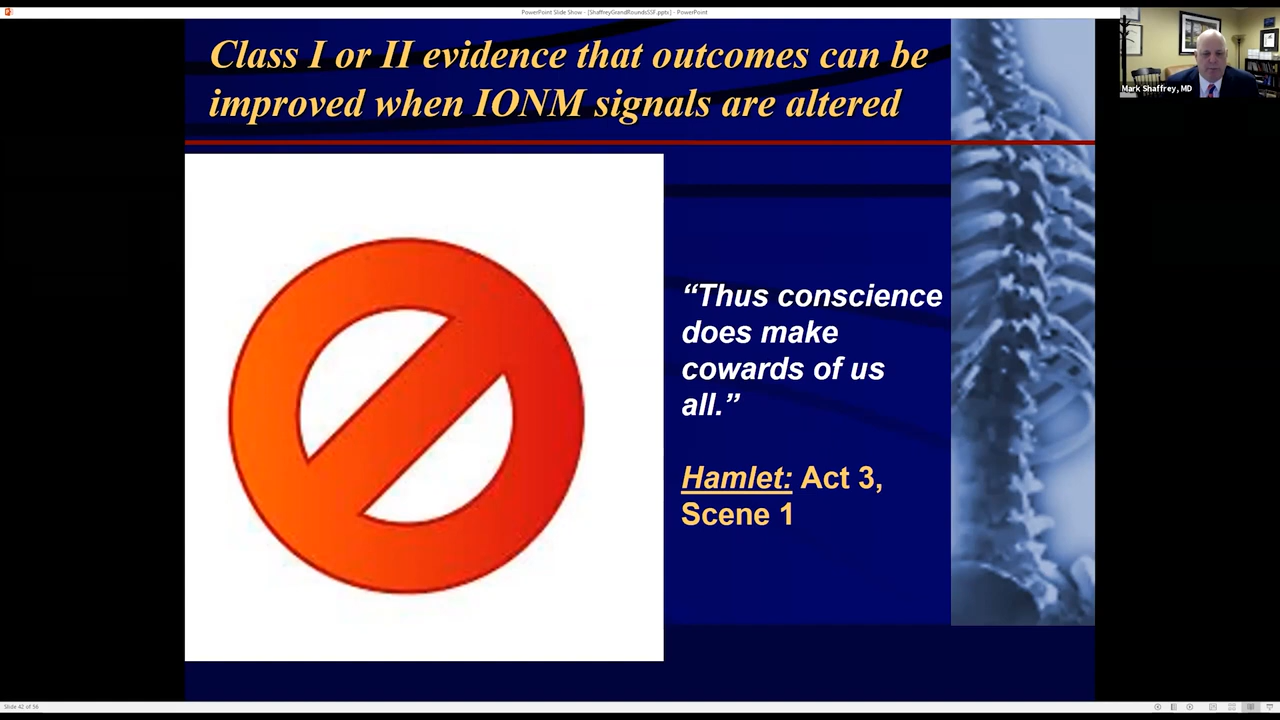 PowerPoint Slide Show - [ShaffreyGrandRoundsSSF.pptx] - PowerPoint
Class I or II evidence that outcomes can be
improved when IONM signals are altered
Mark Shaffrey, MD
“Thus conscience
does make
cowards of us
all.”
Hamlet: Act 3,
Scene 1
Slide 42 of 56